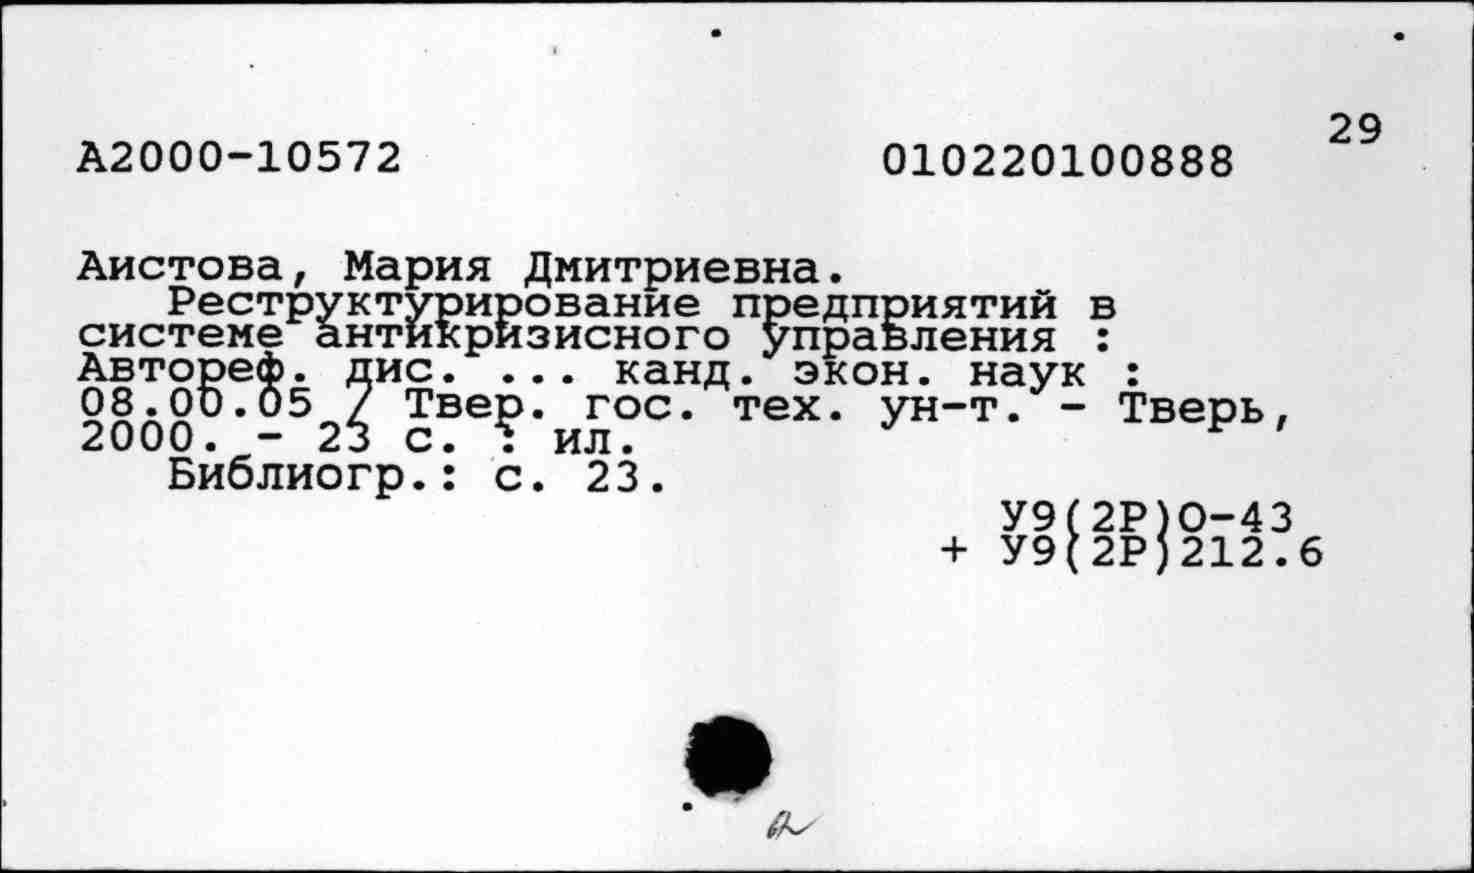 29
А2000-10572 010220100888
Аистова, Мария Дмитриевна.
Реструктурирование предприятий в
системе антикризисного управления :
Автореф. дис. ... канд. экон. наук :
08.00.05 / Твер. гос. тех. ун-т. - Тверь,
2000. - 23 с. : ил.
Библиогр.: с. 23.
У9(2Р)0-43
+ У9(2Р)212.6